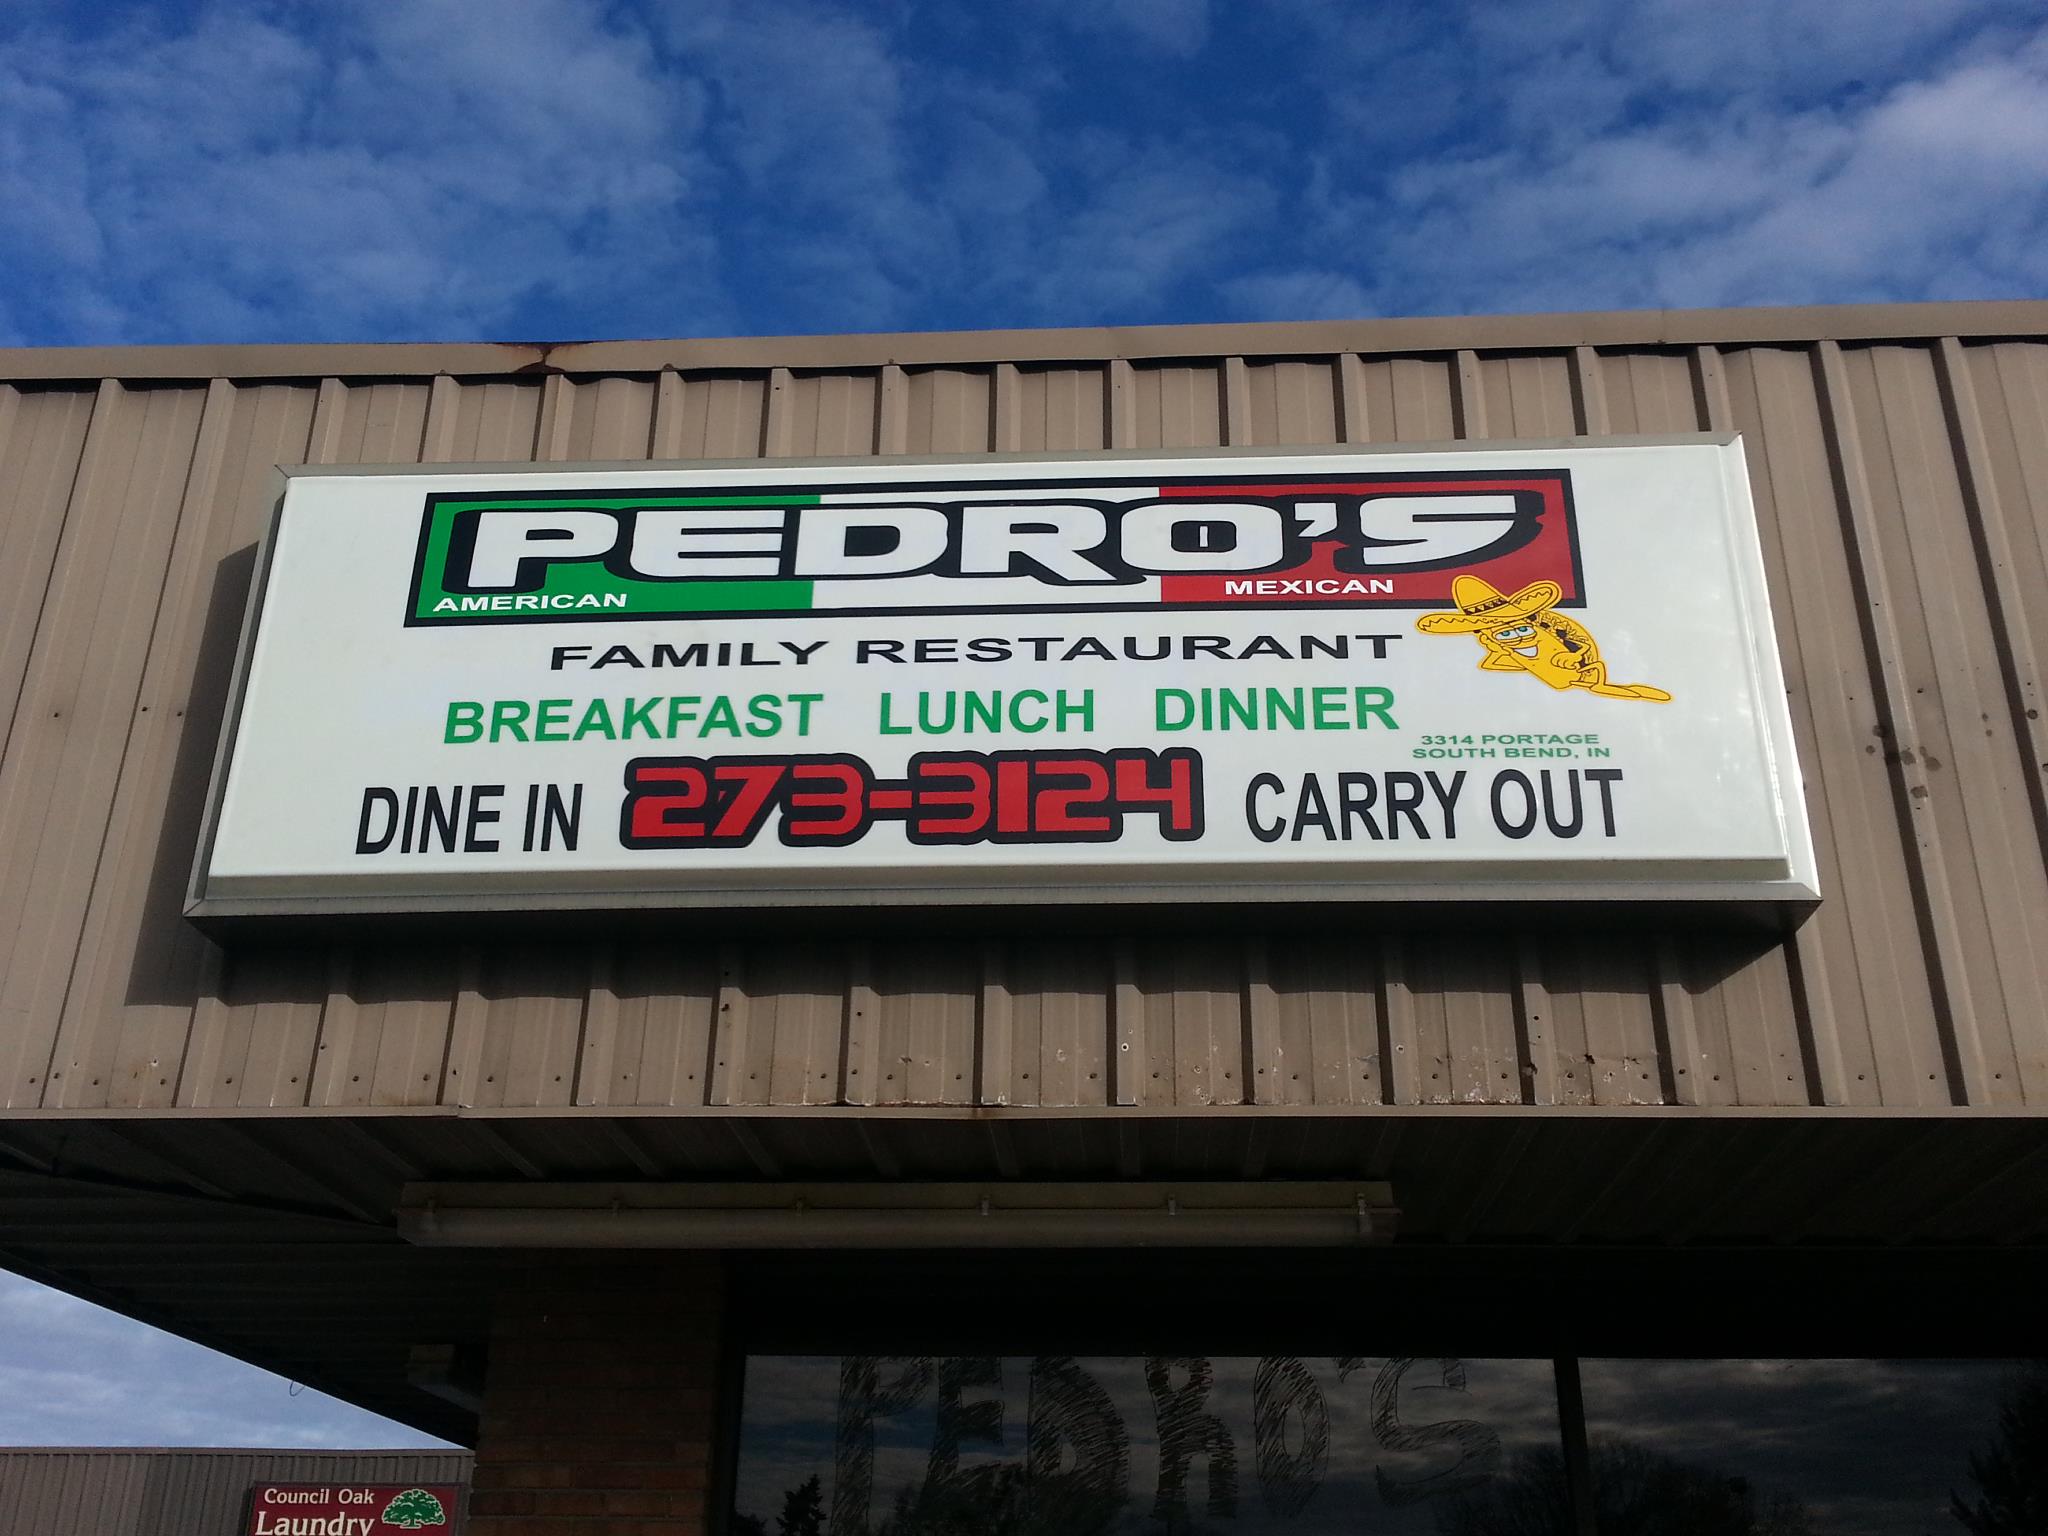 PEDRO'S
AMERICAN MEXICAN
FAMILY RESTAURANT
BREAKFAST LUNCH DINNER
3314 PORTAGE
SOUTH BEND, IN
DINE IN 273-3124 CARRY OUT
PEDRO'S
Council Oak
Laundry